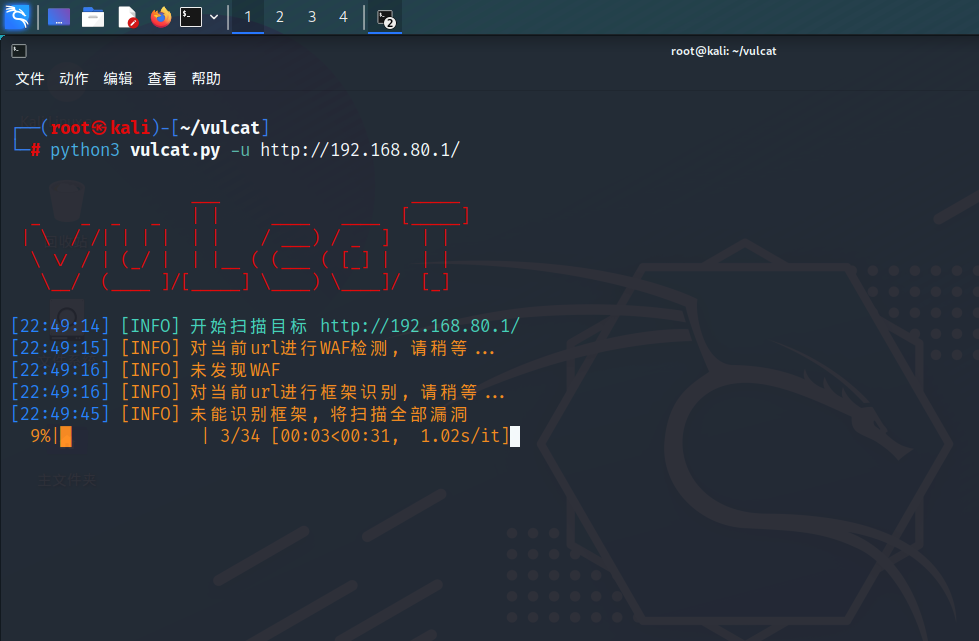 1 2 3 4 2
root@kali: ~/vulcat
文件 动作 编辑 查看 帮助
┌──(root㉿kali)-[~/vulcat]
└─# python3 vulcat.py -u http://192.168.80.1/
vuLcaT
[22:49:14] [INFO] 开始扫描目标 http://192.168.80.1/
[22:49:15] [INFO] 对当前url进行WAF检测, 请稍等...
[22:49:16] [INFO] 未发现WAF
[22:49:16] [INFO] 对当前url进行框架识别, 请稍等...
[22:49:45] [INFO] 未能识别框架, 将扫描全部漏洞
9%|█ | 3/34 [00:03<00:31, 1.02s/it]
主文件夹